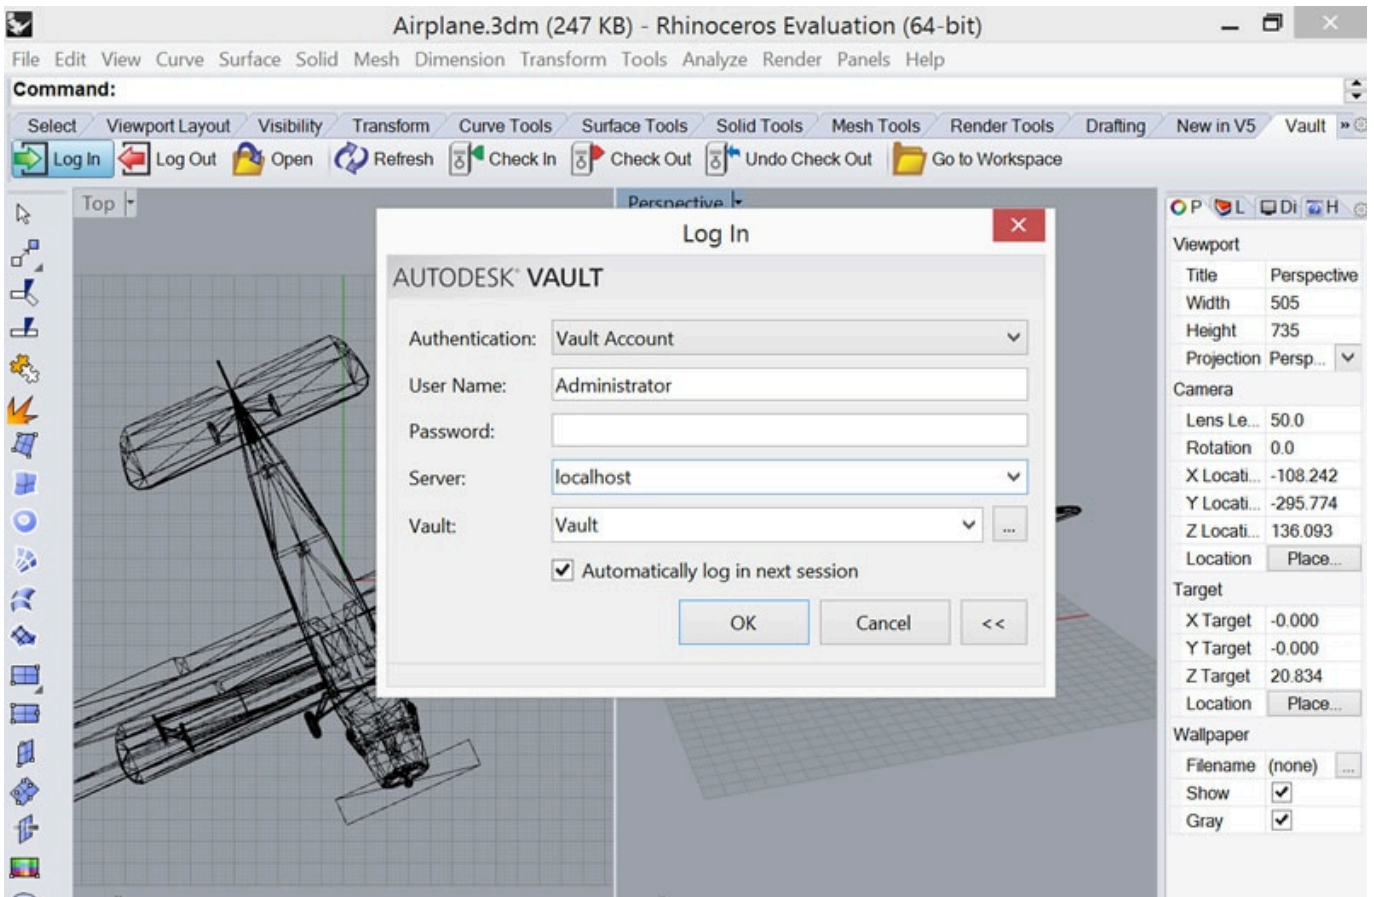 Airplane.3dm (247 KB) - Rhinoceros Evaluation (64-bit)
File Edit View Curve Surface Solid Mesh Dimension Transform Tools Analyze Render Panels Help
Command:
Select Viewport Layout Visibility Transform Curve Tools Surface Tools Solid Tools Mesh Tools Render Tools Drafting New in V5 Vault »
Log In Log Out Open Refresh Check In Check Out Undo Check Out Go to Workspace
Top
Perspective
Log In
AUTODESK® VAULT
Authentication: Vault Account
User Name: Administrator
Password:
Server: localhost
Vault: Vault ...
Automatically log in next session
OK Cancel <<
P L Di H
Viewport
Title Perspective
Width 505
Height 735
Projection Persp...
Camera
Lens Le... 50.0
Rotation 0.0
X Locati... -108.242
Y Locati... -295.774
Z Locati... 136.093
Location Place...
Target
X Target -0.000
Y Target -0.000
Z Target 20.834
Location Place...
Wallpaper
Filename (none) ...
Show
Gray